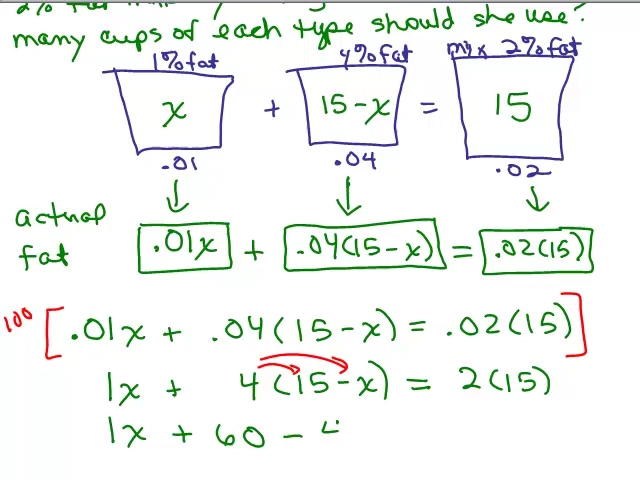 many cups of each type should she use?
1% fat 4% fat mix 2% fat
x + 15-x = 15
.01 .04 .02
actual
fat .01x + .04(15-x) = .02(15)
100 [.01x + .04(15-x) = .02(15)]
1x + 4(15-x) = 2(15)
1x + 60 -